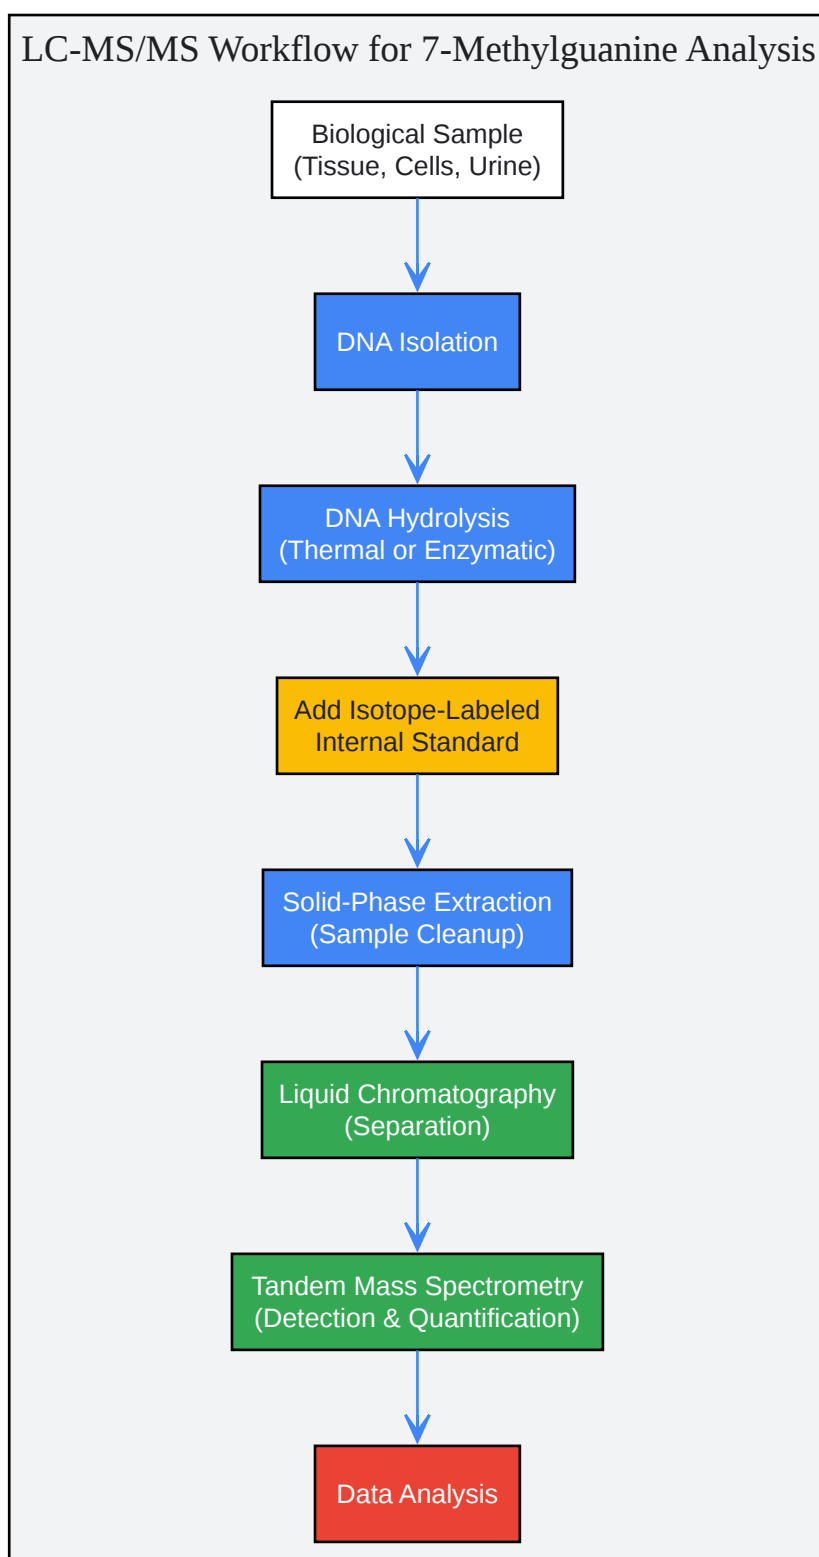 LC-MS/MS Workflow for 7-Methylguanine Analysis
Biological Sample
(Tissue, Cells, Urine)
DNA Isolation
DNA Hydrolysis
(Thermal or Enzymatic)
Add Isotope-Labeled
Internal Standard
Solid-Phase Extraction
(Sample Cleanup)
Liquid Chromatography
(Separation)
Tandem Mass Spectrometry
(Detection & Quantification)
Data Analysis